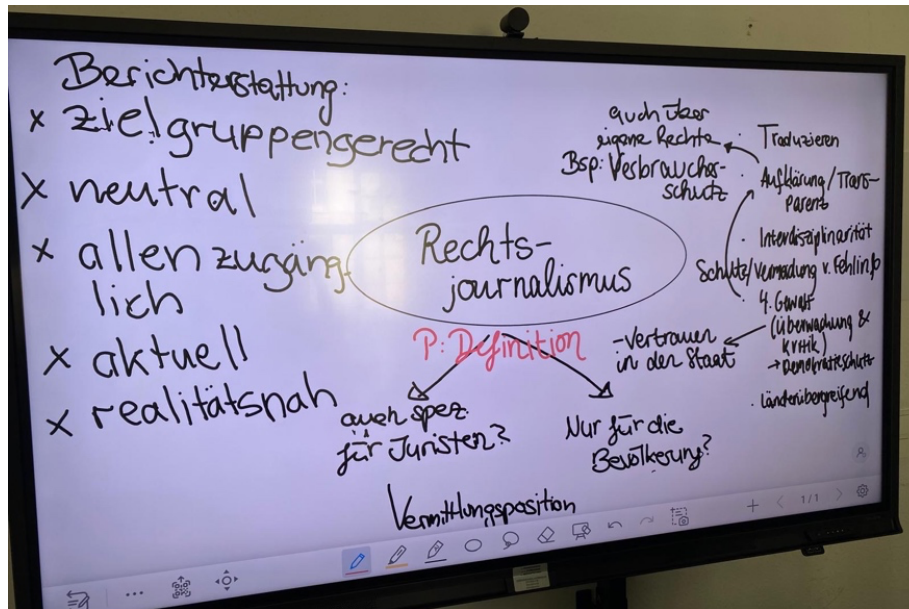 Berichterstattung:
x zielgruppengerecht
x neutral
x allen zugäng-
lich
x aktuell
x realitätsnah
Rechts-
journalismus
P: Definition
auch spez.
für Juristen?
Nur für die
Bevölkerung?
Vermittlungsposition
auch über
eigene Rechte
Bsp: Verbraucher-
schutz
· Traduzieren
· Aufklärung/Trans-
parenz
· Interdisziplinarität
Schutz/Vermeidung v. Fehlinfo
· 4. Gewalt
(Überwachung &
Kritik)
→ Demokratieschutz
-Vertrauen
in den Staat
· Länderübergreifend
1/1